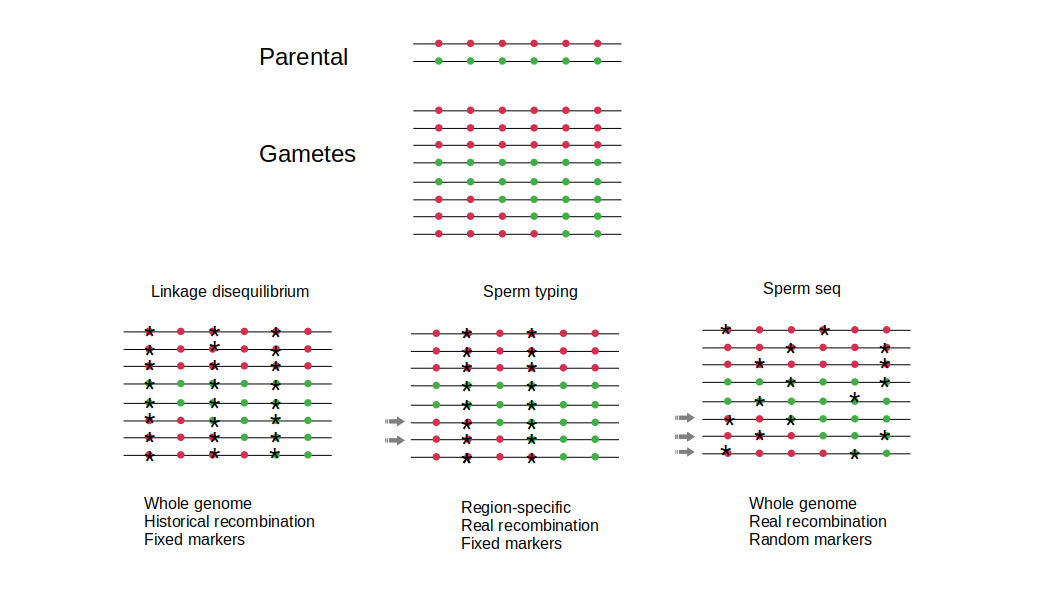 Parental
Gametes
Linkage disequilibrium
Sperm typing
Sperm seq
Whole genome
Historical recombination
Fixed markers
Region-specific
Real recombination
Fixed markers
Whole genome
Real recombination
Random markers